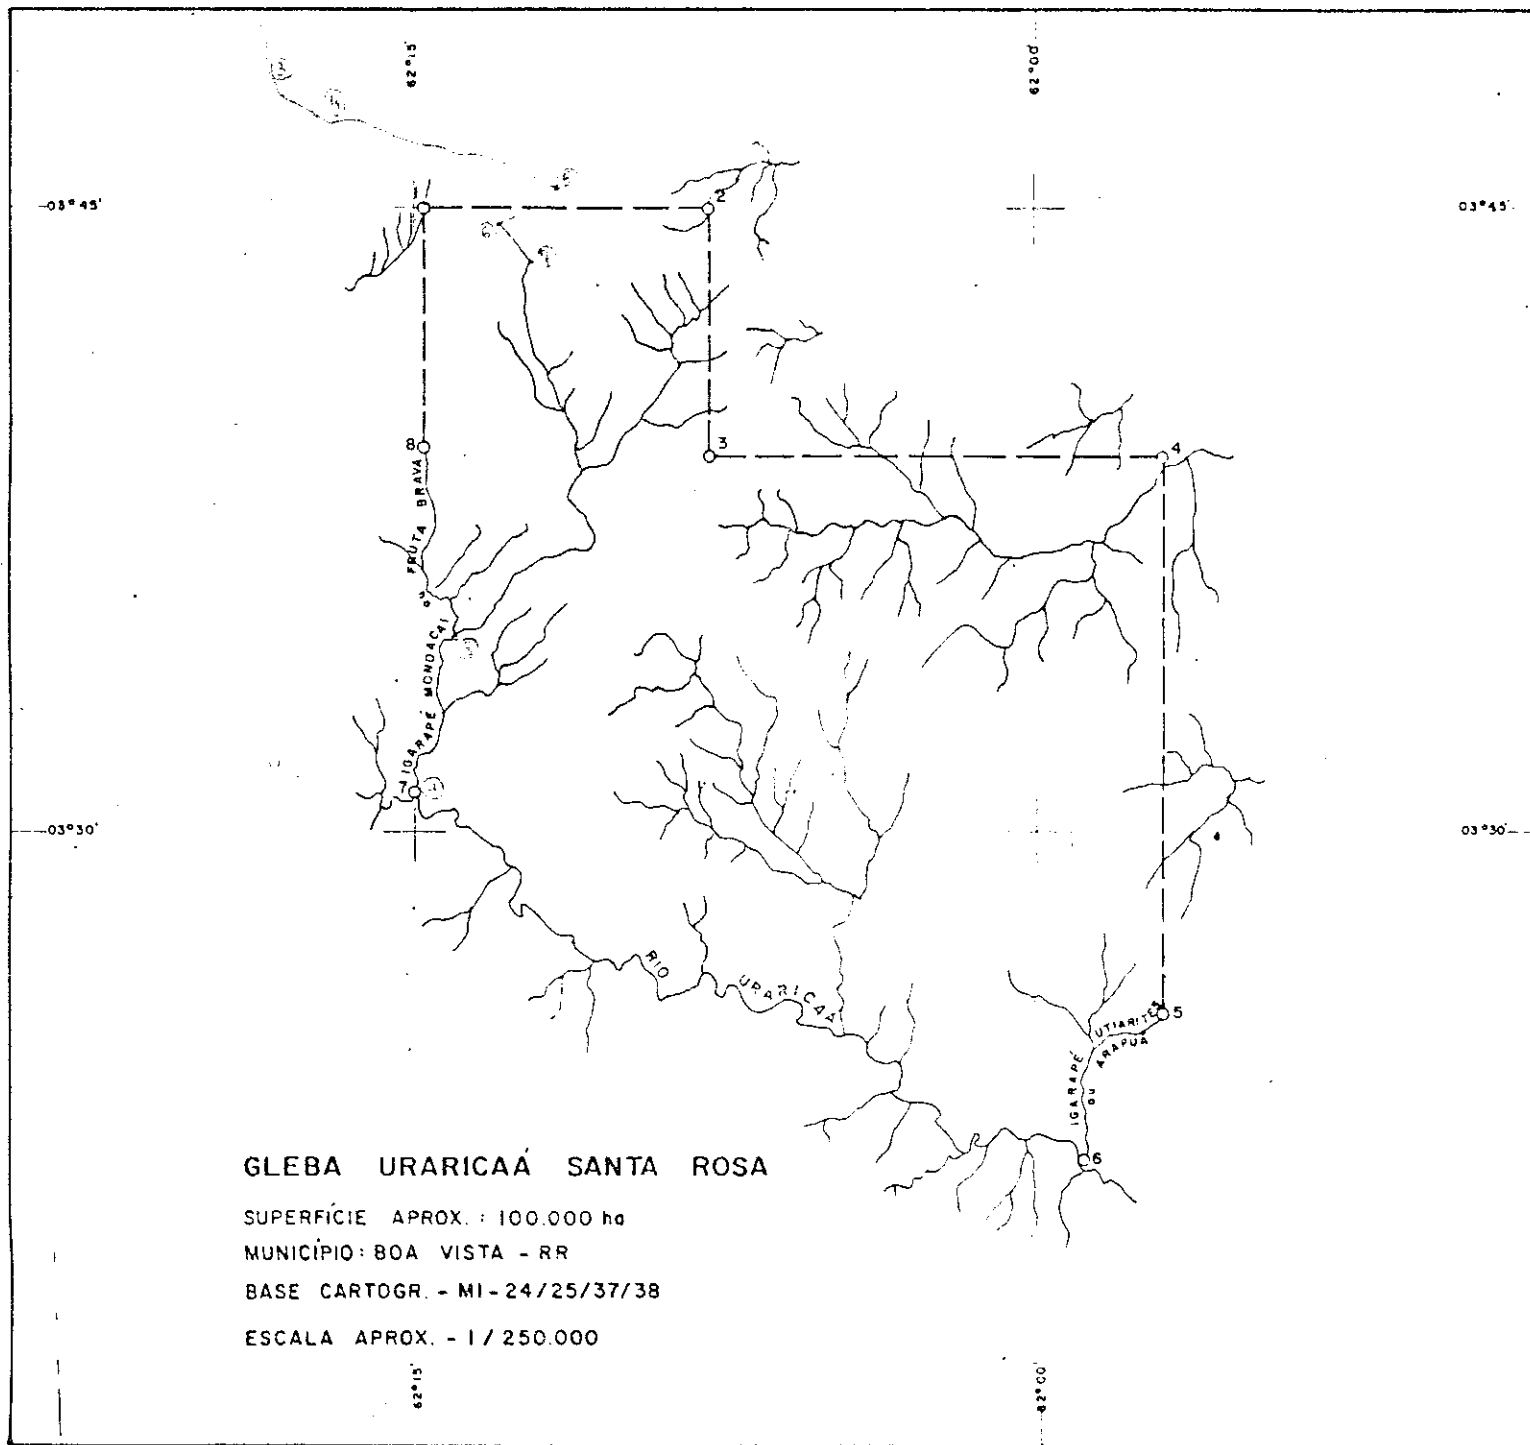 62°15'
62°00'
03°45'
03°45'
2
3
4
8
FRUTA BRAVA
ou
IGARAPÉ MONDACAI
7
03°30'
03°30'
RIO URARICAÁ
5
UTIARITES
IGARAPÉ
ou ARAPUÁ
6
GLEBA URARICAÁ SANTA ROSA
SUPERFÍCIE APROX. : 100.000 ha
MUNICÍPIO: BOA VISTA - RR
BASE CARTOGR. - MI-24/25/37/38
ESCALA APROX. - 1/250.000
62°15'
62°00'